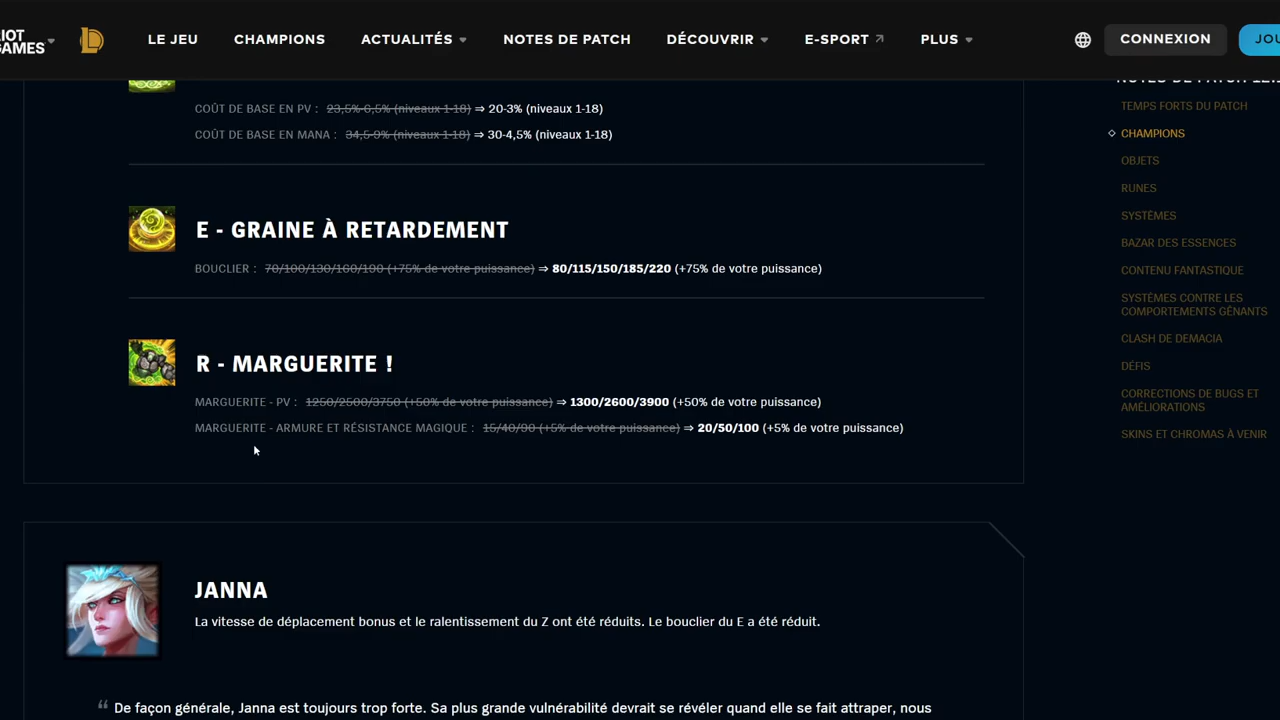 RIOT GAMES
LE JEU
CHAMPIONS
ACTUALITÉS
NOTES DE PATCH
DÉCOUVRIR
E-SPORT
PLUS
CONNEXION
COÛT DE BASE EN PV : 23,5%-6,5% (niveaux 1-18) ⇒ 20-3% (niveaux 1-18)
COÛT DE BASE EN MANA : 34,5-9% (niveaux 1-18) ⇒ 30-4,5% (niveaux 1-18)
E - GRAINE À RETARDEMENT
BOUCLIER : 70/100/130/160/190 (+75% de votre puissance) ⇒ 80/115/150/185/220 (+75% de votre puissance)
R - MARGUERITE !
MARGUERITE - PV : 1250/2500/3750 (+50% de votre puissance) ⇒ 1300/2600/3900 (+50% de votre puissance)
MARGUERITE - ARMURE ET RÉSISTANCE MAGIQUE : 15/40/90 (+5% de votre puissance) ⇒ 20/50/100 (+5% de votre puissance)
JANNA
La vitesse de déplacement bonus et le ralentissement du Z ont été réduits. Le bouclier du E a été réduit.
“ De façon générale, Janna est toujours trop forte. Sa plus grande vulnérabilité devrait se révéler quand elle se fait attraper, nous
NOTES DE PATCH
TEMPS FORTS DU PATCH
CHAMPIONS
OBJETS
RUNES
SYSTÈMES
BAZAR DES ESSENCES
CONTENU FANTASTIQUE
SYSTÈMES CONTRE LES
COMPORTEMENTS GÊNANTS
CLASH DE DEMACIA
DÉFIS
CORRECTIONS DE BUGS ET
AMÉLIORATIONS
SKINS ET CHROMAS À VENIR